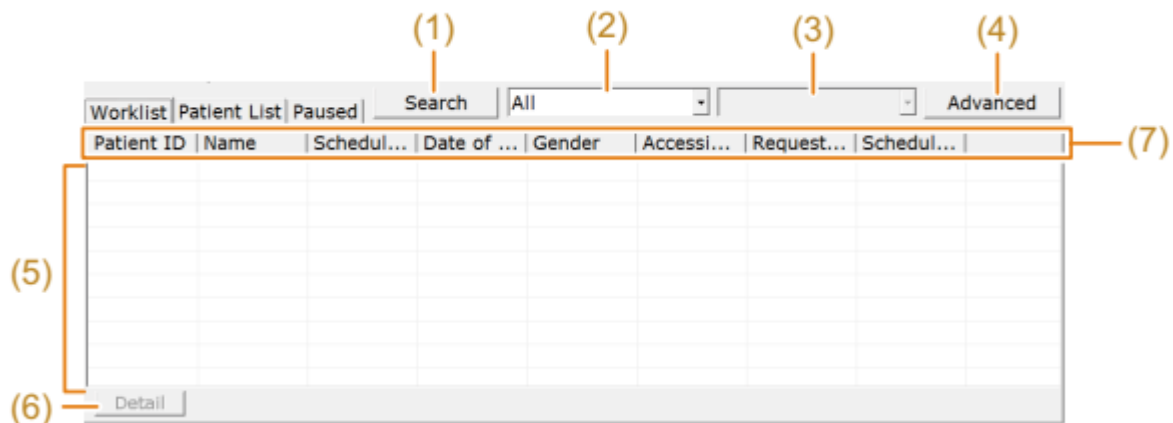 (1) (2) (3) (4)
Worklist Patient List Paused Search All Advanced
Patient ID Name Schedul... Date of ... Gender Accessi... Request... Schedul... (7)
(5)
(6) Detail